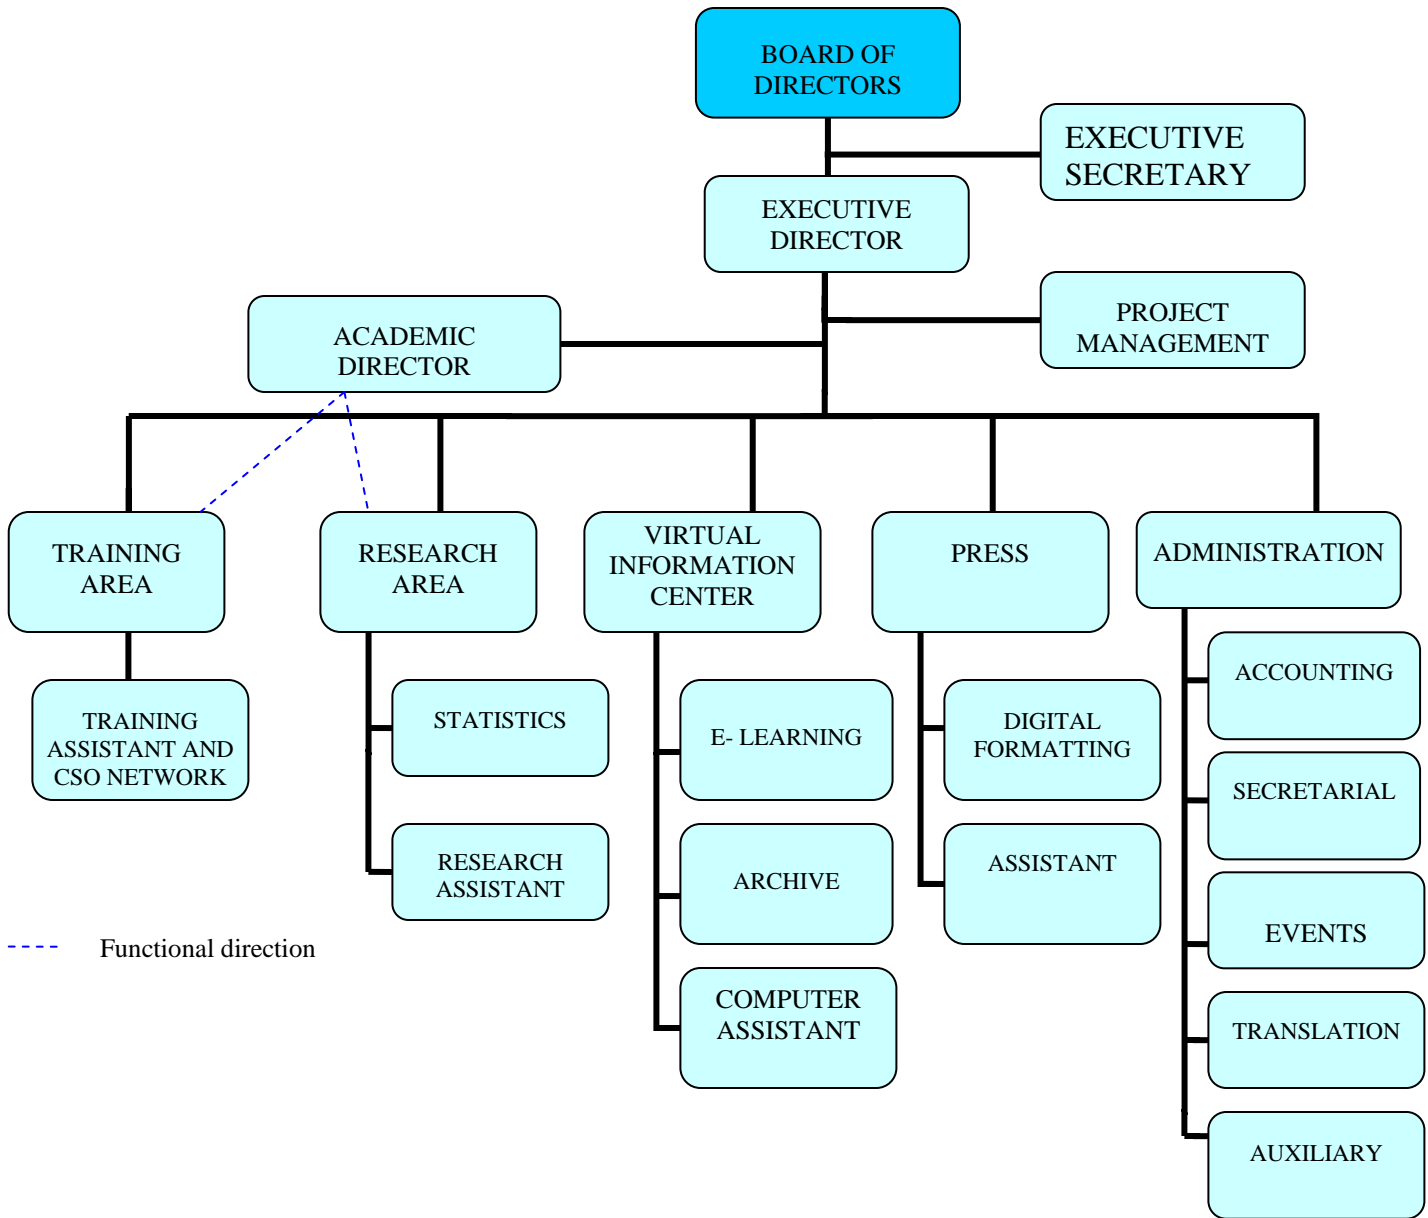 BOARD OF
DIRECTORS
EXECUTIVE
SECRETARY
EXECUTIVE
DIRECTOR
ACADEMIC
DIRECTOR
PROJECT
MANAGEMENT
TRAINING
AREA
RESEARCH
AREA
VIRTUAL
INFORMATION
CENTER
PRESS
ADMINISTRATION
TRAINING
ASSISTANT AND
CSO NETWORK
STATISTICS
RESEARCH
ASSISTANT
E- LEARNING
ARCHIVE
COMPUTER
ASSISTANT
DIGITAL
FORMATTING
ASSISTANT
ACCOUNTING
SECRETARIAL
EVENTS
TRANSLATION
AUXILIARY
Functional direction